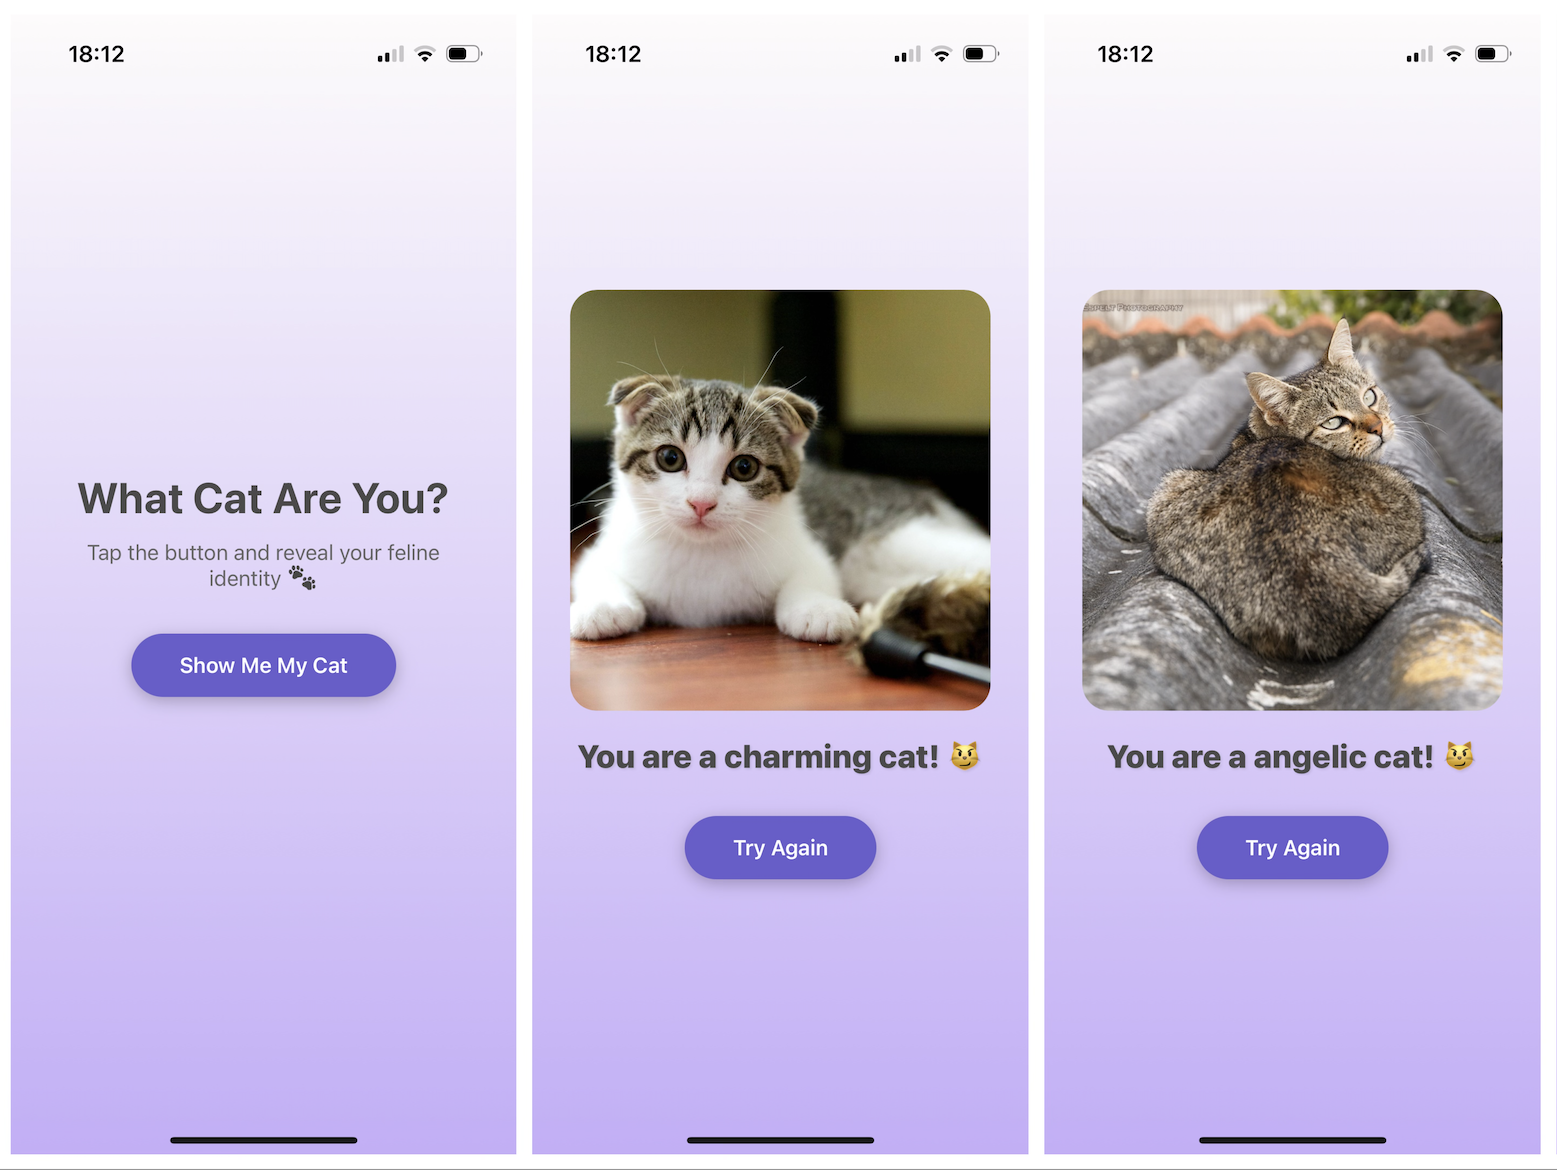 18:12
What Cat Are You?
Tap the button and reveal your feline
identity 🐾
Show Me My Cat
18:12
You are a charming cat! 😼
Try Again
18:12
ESPELT PHOTOGRAPHY
You are a angelic cat! 😼
Try Again